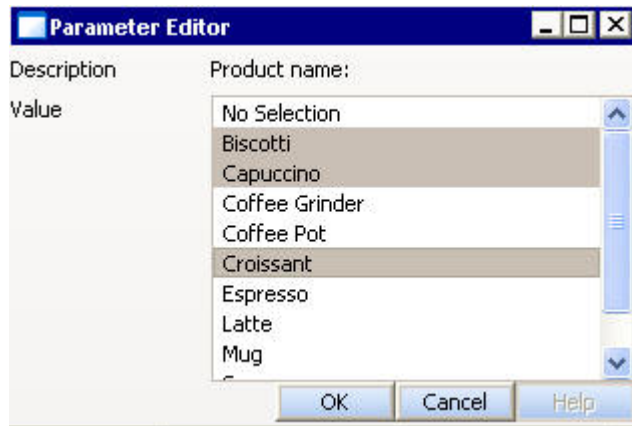 Parameter Editor
Description Product name:
Value
No Selection
Biscotti
Capuccino
Coffee Grinder
Coffee Pot
Croissant
Espresso
Latte
Mug
OK Cancel Help